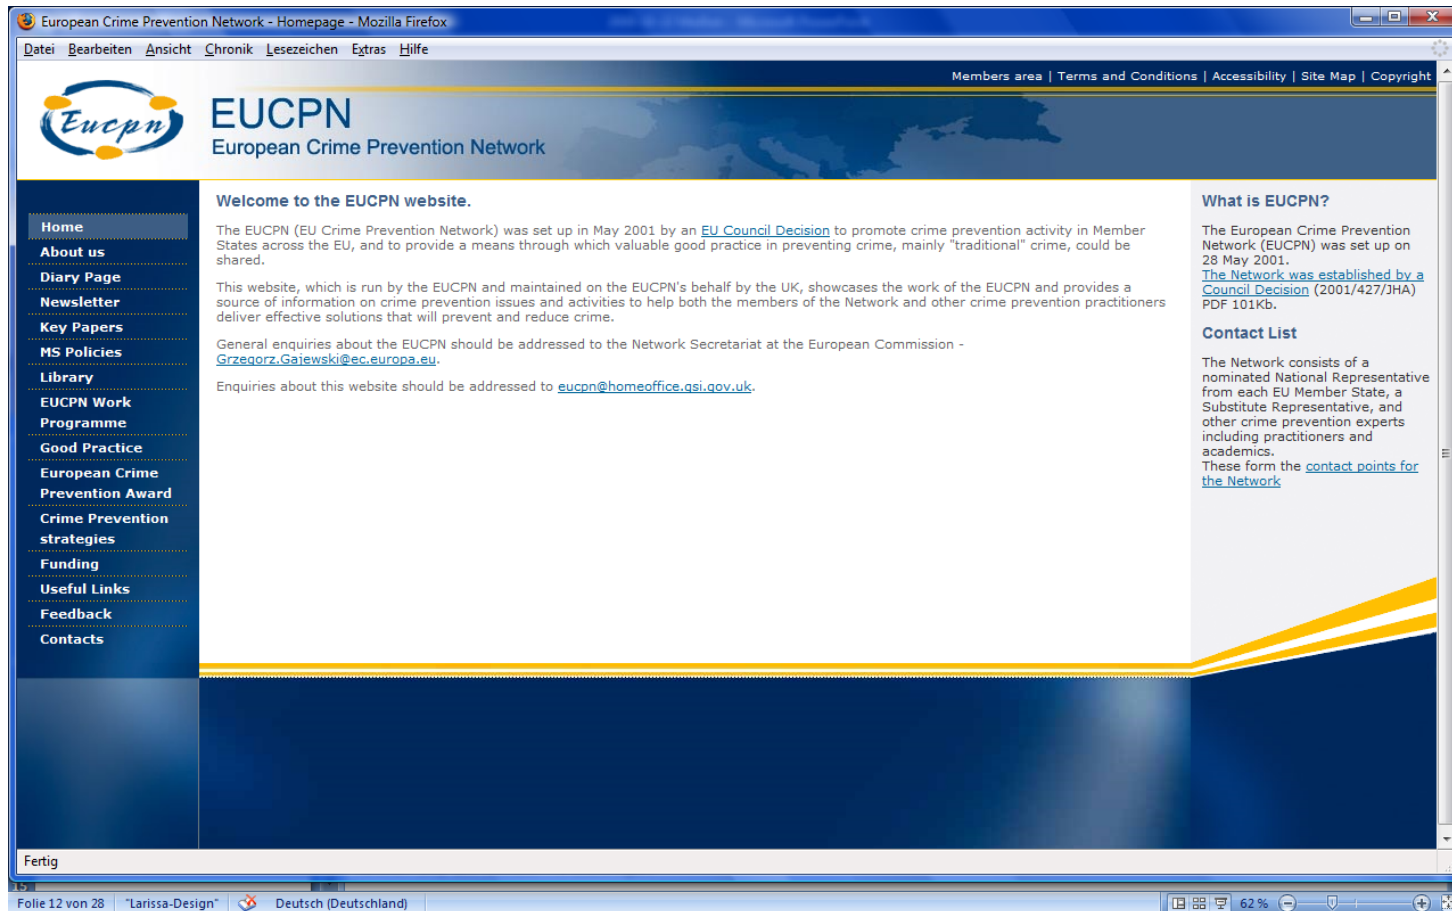 European Crime Prevention Network - Homepage - Mozilla Firefox
Datei Bearbeiten Ansicht Chronik Lesezeichen Extras Hilfe
Members area | Terms and Conditions | Accessibility | Site Map | Copyright
Eucpn
EUCPN
European Crime Prevention Network
Home
About us
Diary Page
Newsletter
Key Papers
MS Policies
Library
EUCPN Work
Programme
Good Practice
European Crime
Prevention Award
Crime Prevention
strategies
Funding
Useful Links
Feedback
Contacts
Welcome to the EUCPN website.
The EUCPN (EU Crime Prevention Network) was set up in May 2001 by an EU Council Decision to promote crime prevention activity in Member
States across the EU, and to provide a means through which valuable good practice in preventing crime, mainly "traditional" crime, could be
shared.
This website, which is run by the EUCPN and maintained on the EUCPN's behalf by the UK, showcases the work of the EUCPN and provides a
source of information on crime prevention issues and activities to help both the members of the Network and other crime prevention practitioners
deliver effective solutions that will prevent and reduce crime.
General enquiries about the EUCPN should be addressed to the Network Secretariat at the European Commission -
Grzegorz.Gajewski@ec.europa.eu.
Enquiries about this website should be addressed to eucpn@homeoffice.gsi.gov.uk.
What is EUCPN?
The European Crime Prevention
Network (EUCPN) was set up on
28 May 2001.
The Network was established by a
Council Decision (2001/427/JHA)
PDF 101Kb.
Contact List
The Network consists of a
nominated National Representative
from each EU Member State, a
Substitute Representative, and
other crime prevention experts
including practitioners and
academics.
These form the contact points for
the Network
Fertig
15
Folie 12 von 28 "Larissa-Design" Deutsch (Deutschland) 62 %